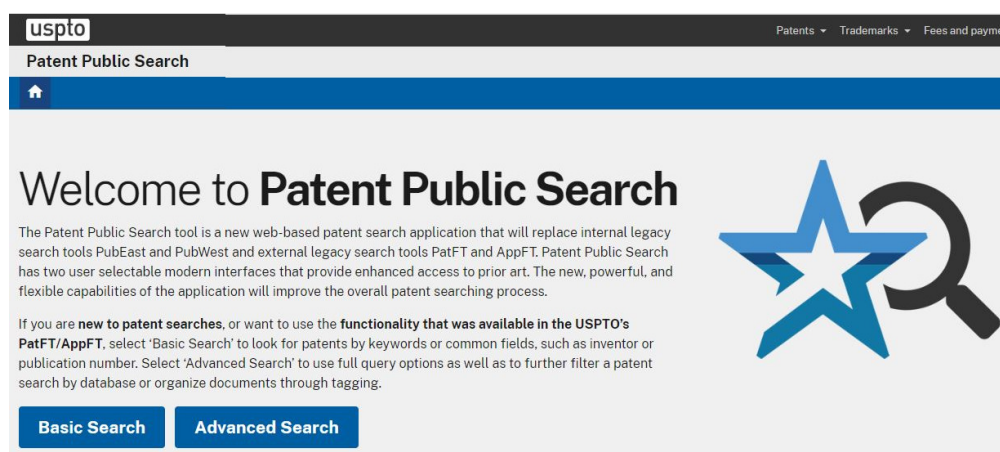 uspto
Patents Trademarks Fees and payme
Patent Public Search
Welcome to Patent Public Search
The Patent Public Search tool is a new web-based patent search application that will replace internal legacy
search tools PubEast and PubWest and external legacy search tools PatFT and AppFT. Patent Public Search
has two user selectable modern interfaces that provide enhanced access to prior art. The new, powerful, and
flexible capabilities of the application will improve the overall patent searching process.
If you are new to patent searches, or want to use the functionality that was available in the USPTO's
PatFT/AppFT, select 'Basic Search' to look for patents by keywords or common fields, such as inventor or
publication number. Select 'Advanced Search' to use full query options as well as to further filter a patent
search by database or organize documents through tagging.
Basic Search Advanced Search